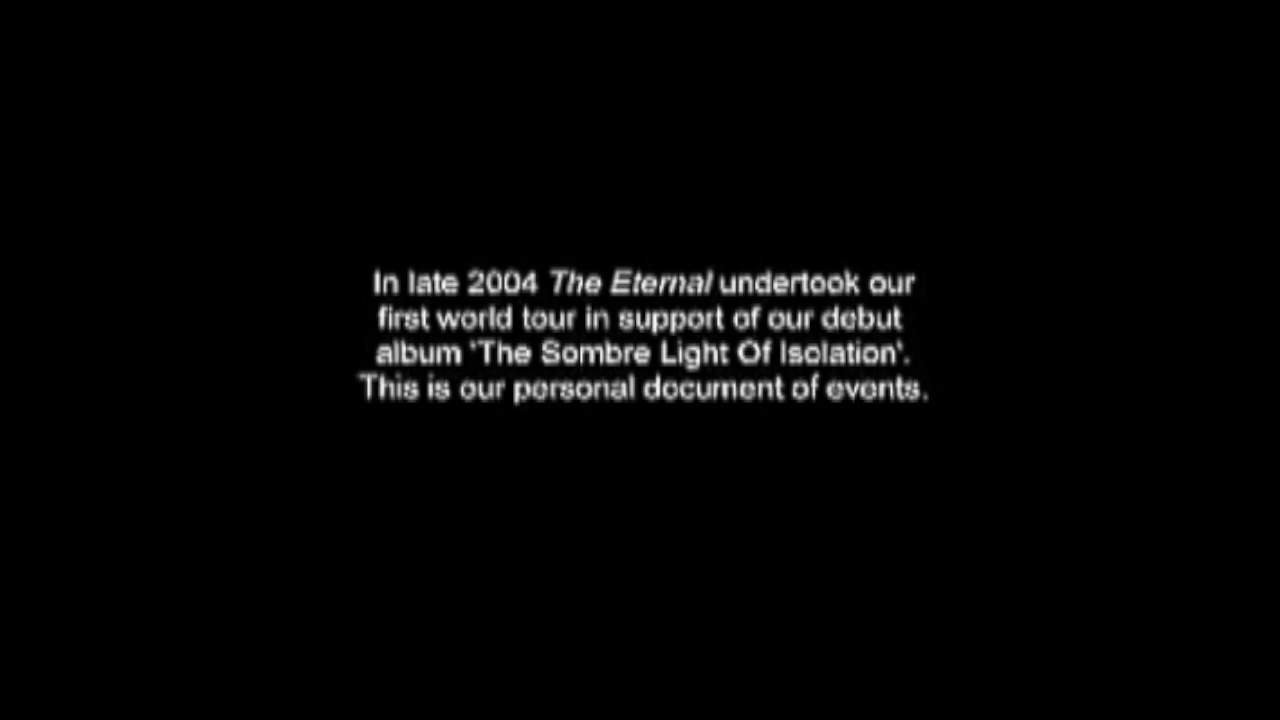 In late 2004 The Eternal undertook our
first world tour in support of our debut
album 'The Sombre Light Of Isolation'.
This is our personal document of events.